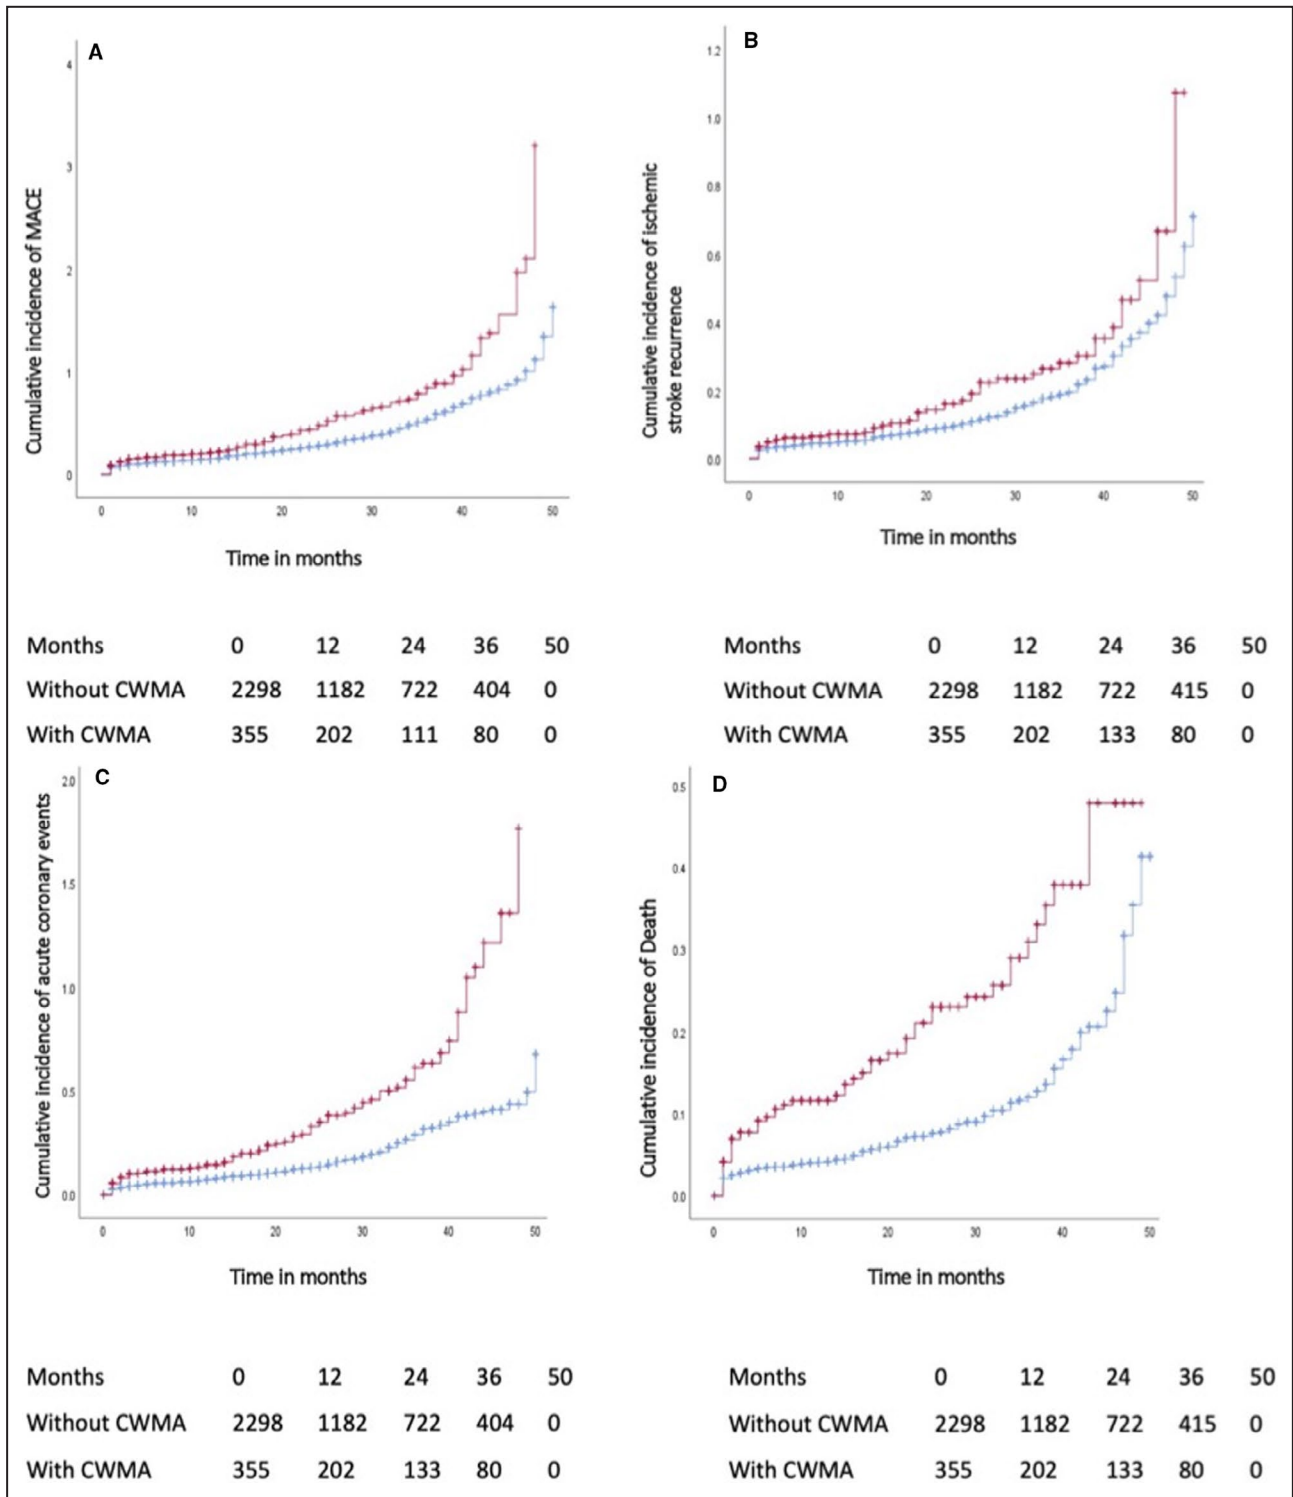 A
4
3
2
1
0
Cumulative incidence of MACE
0 10 20 30 40 50
Time in months
B
1.2
1.0
0.8
0.6
0.4
0.2
0.0
Cumulative incidence of ischemic
stroke recurrence
0 10 20 30 40 50
Time in months
Months 0 12 24 36 50
Without CWMA 2298 1182 722 404 0
With CWMA 355 202 111 80 0
Months 0 12 24 36 50
Without CWMA 2298 1182 722 415 0
With CWMA 355 202 133 80 0
C
2.0
1.5
1.0
0.5
0.0
Cumulative incidence of acute coronary events
0 10 20 30 40 50
Time in months
D
0.5
0.4
0.3
0.2
0.1
0.0
Cumulative incidence of Death
0 10 20 30 40 50
Time in months
Months 0 12 24 36 50
Without CWMA 2298 1182 722 404 0
With CWMA 355 202 133 80 0
Months 0 12 24 36 50
Without CWMA 2298 1182 722 415 0
With CWMA 355 202 133 80 0